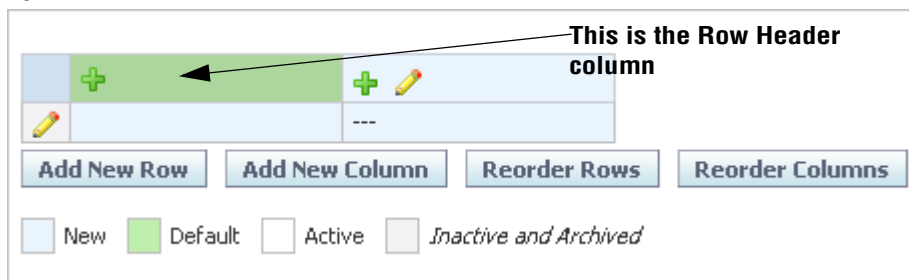 This is the Row Header
column
---
Add New Row Add New Column Reorder Rows Reorder Columns
New Default Active Inactive and Archived